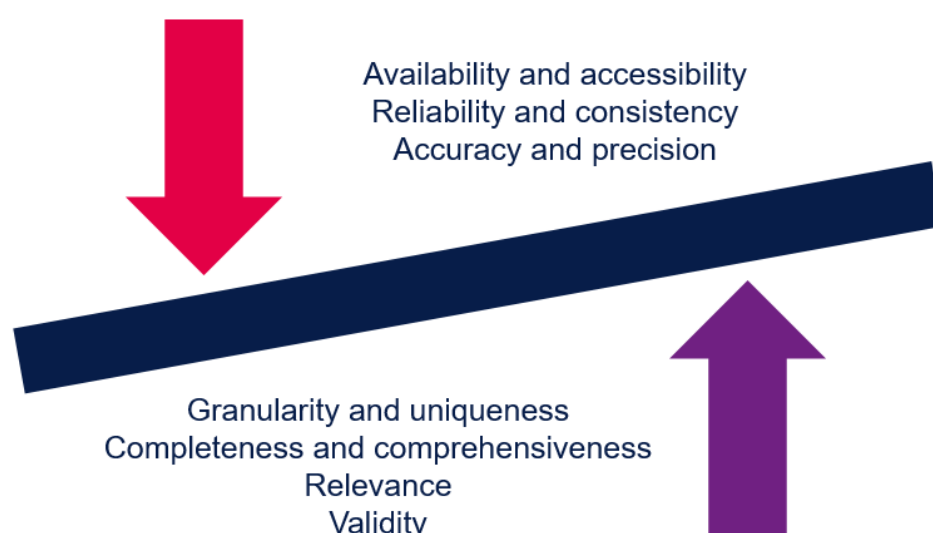 Availability and accessibility
Reliability and consistency
Accuracy and precision
Granularity and uniqueness
Completeness and comprehensiveness
Relevance
Validity